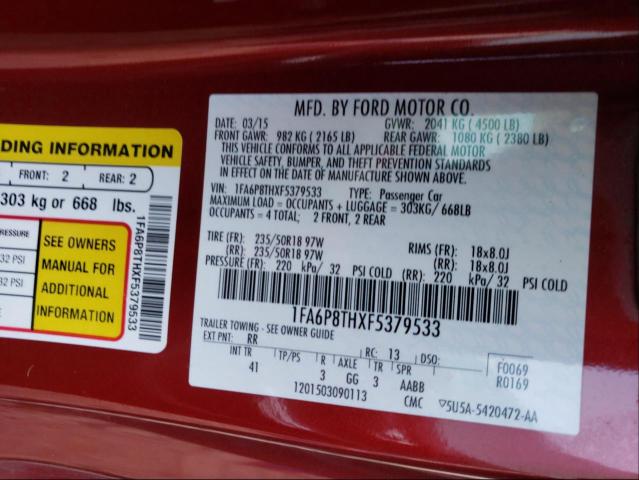 DING INFORMATION
FRONT: 2 REAR: 2
303 kg or 668 lbs.
RESSURE
32 PSI
32 PSI
SEE OWNERS
MANUAL FOR
ADDITIONAL
INFORMATION
1FA6P8THXF5379533
MFD. BY FORD MOTOR CO.
DATE: 03/15 GVWR: 2041 KG ( 4500 LB)
FRONT GAWR: 982 KG ( 2165 LB) REAR GAWR: 1080 KG ( 2380 LB)
THIS VEHICLE CONFORMS TO ALL APPLICABLE FEDERAL MOTOR
VEHICLE SAFETY, BUMPER, AND THEFT PREVENTION STANDARDS
IN EFFECT ON THE DATE OF MANUFACTURE SHOWN ABOVE.
VIN: 1FA6P8THXF5379533 TYPE: Passenger Car
MAXIMUM LOAD = OCCUPANTS + LUGGAGE = 303KG/ 668LB
OCCUPANTS = 4 TOTAL; 2 FRONT, 2 REAR
TIRE (FR): 235/50R18 97W RIMS (FR): 18x8.0J
(RR): 235/50R18 97W (RR): 18x8.0J
PRESSURE (FR): 220 kPa/ 32 PSI COLD (RR): 220 kPa/ 32 PSI COLD
1FA6P8THXF5379533
TRAILER TOWING - SEE OWNER GUIDE
EXT PNT: RR RC: 13 DSO:
INT TR TP/PS R AXLE TR SPR
41 3 GG 3 AABB
F0069
R0169
1201503090113 CMC 5U5A-5420472-AA